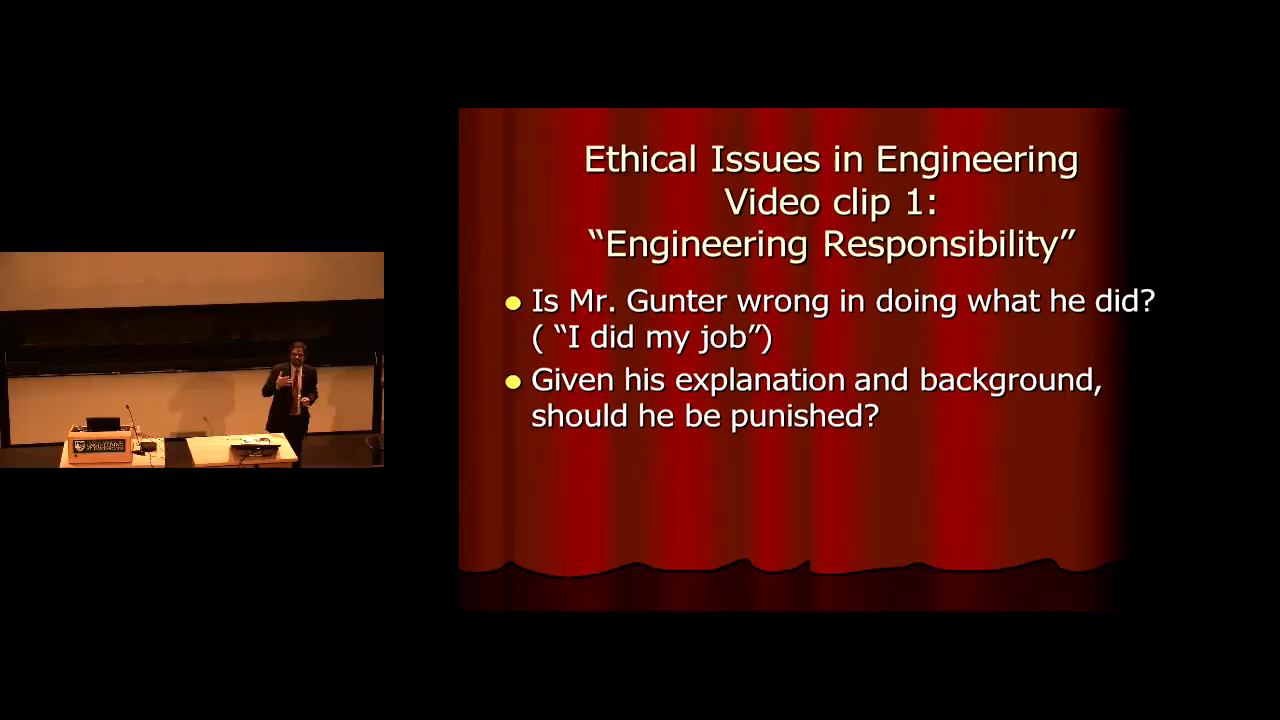 Ethical Issues in Engineering
Video clip 1:
“Engineering Responsibility”
Is Mr. Gunter wrong in doing what he did?
( “I did my job”)
Given his explanation and background,
should he be punished?